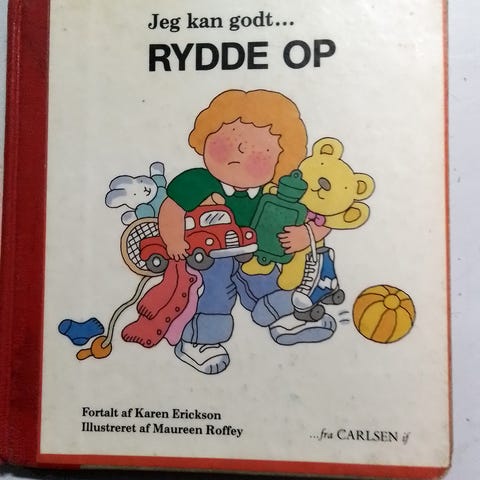 Jeg kan godt...
RYDDE OP
Fortalt af Karen Erickson
Illustreret af Maureen Roffey
...fra CARLSEN if